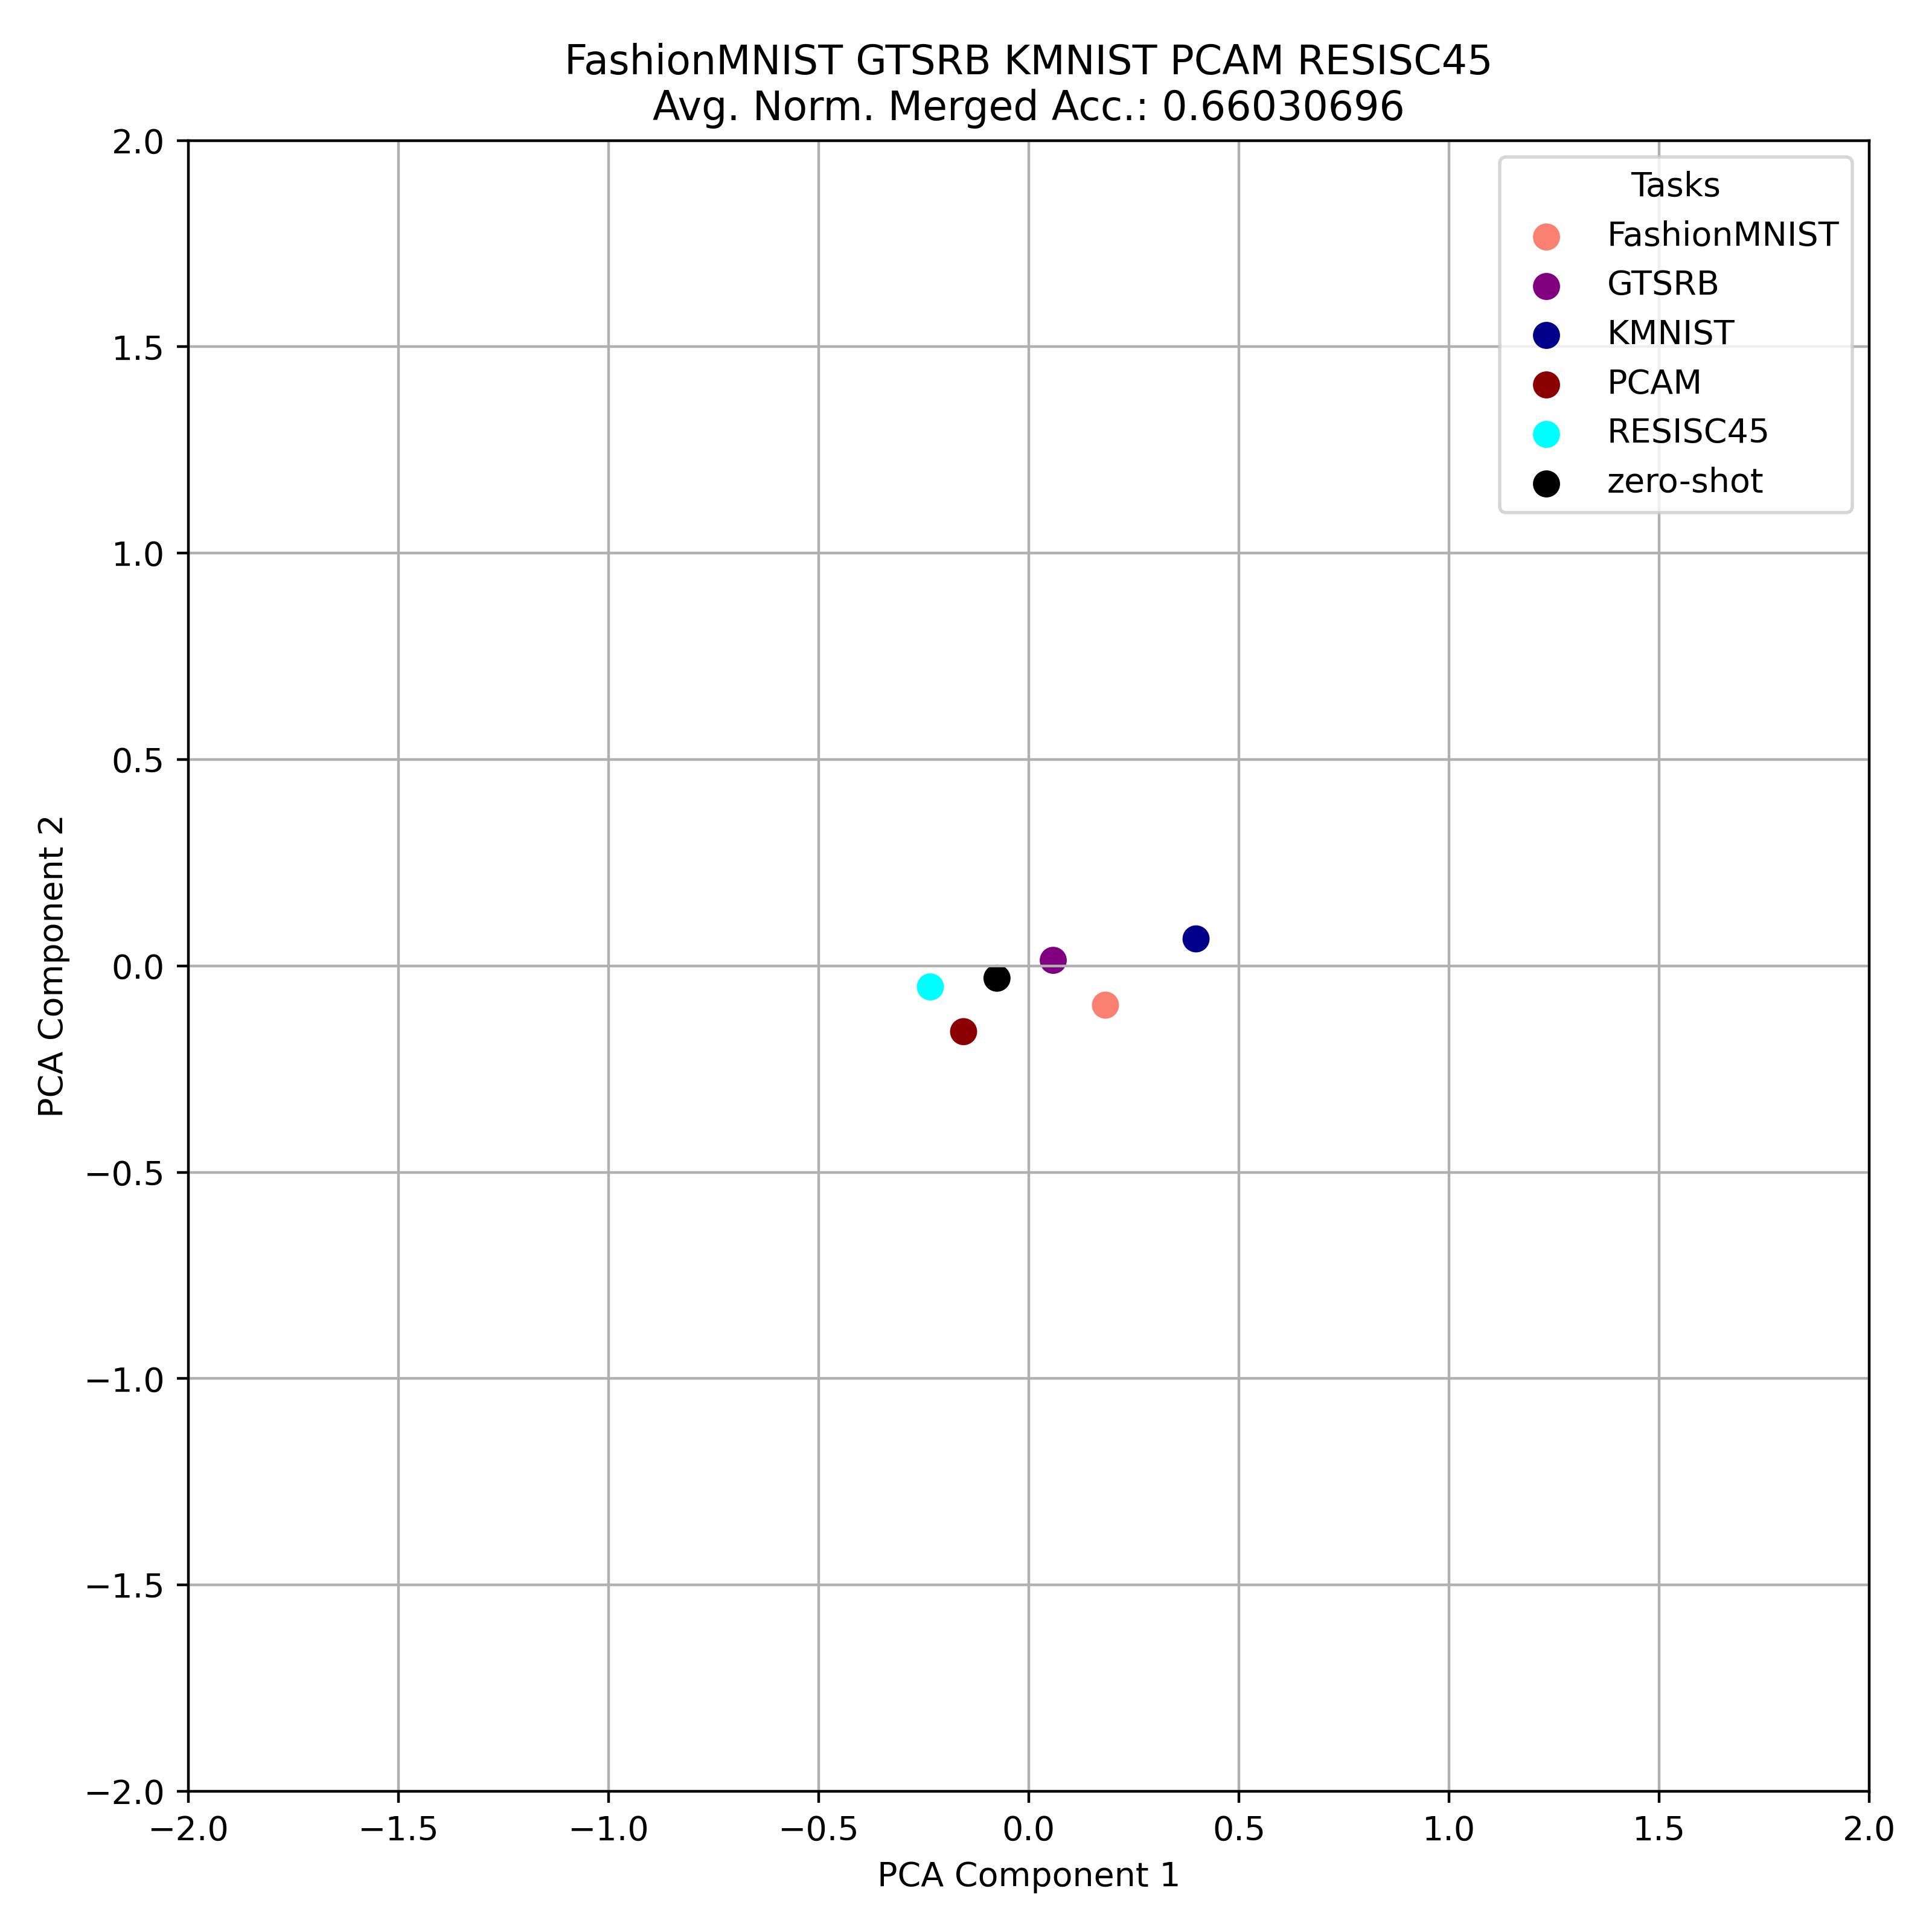 FashionMNIST GTSRB KMNIST PCAM RESISC45
Avg. Norm. Merged Acc.: 0.66030696
Tasks
FashionMNIST
GTSRB
KMNIST
PCAM
RESISC45
zero-shot
2.0
1.5
1.0
0.5
0.0
−0.5
−1.0
−1.5
−2.0
PCA Component 2
−2.0 −1.5 −1.0 −0.5 0.0 0.5 1.0 1.5 2.0
PCA Component 1